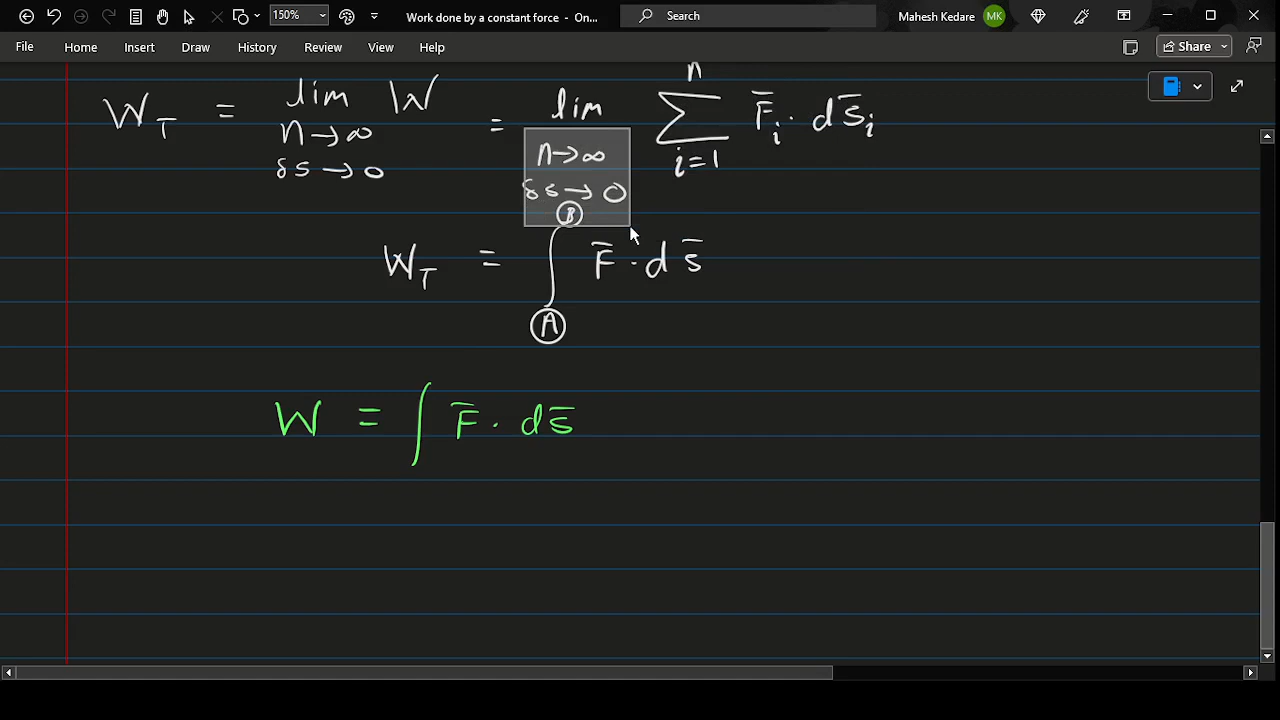 150% Work done by a constant force - On... Search Mahesh Kedare MK
File Home Insert Draw History Review View Help Share
W_T = lim W = lim n Σ F̄_i · ds̄_i
n→∞ n→∞ i=1
δs→0 δs→0
B
W_T = ∫ F̄ · ds̄
A
W = ∫ F̄ · ds̄